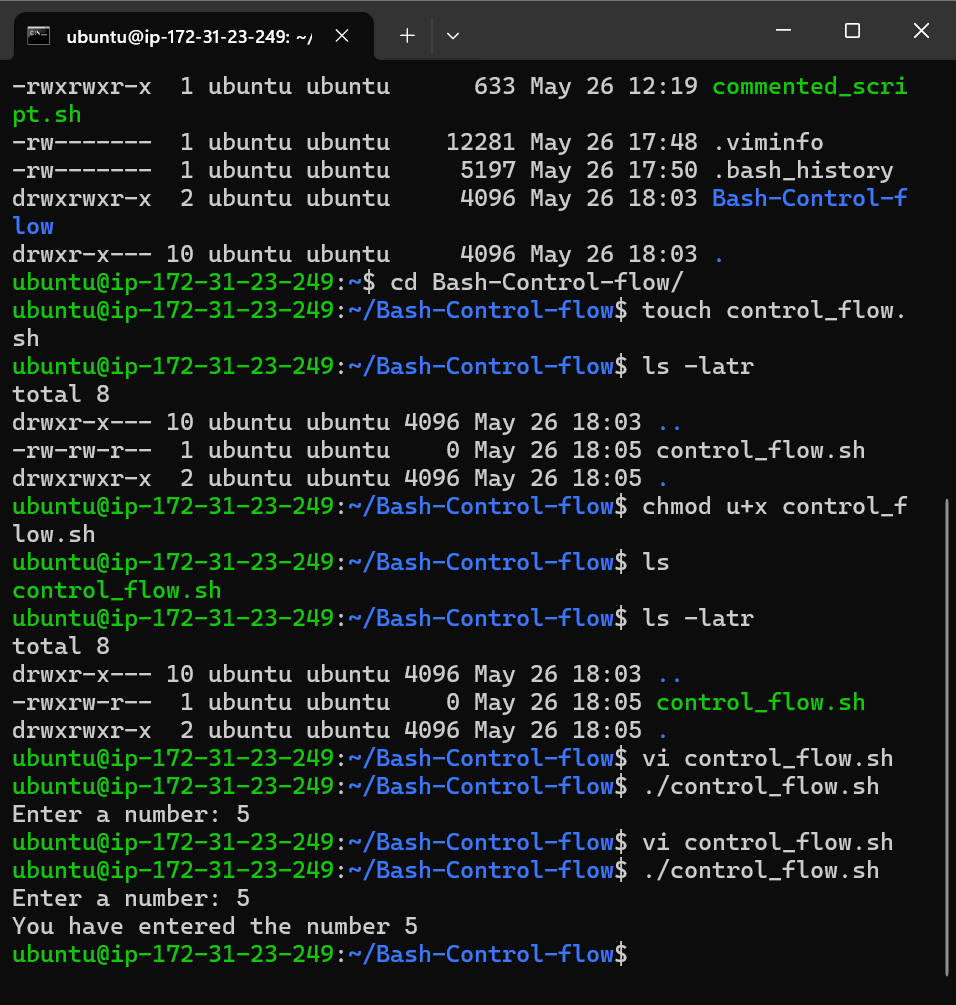 ubuntu@ip-172-31-23-249: ~/
-rwxrwxr-x  1 ubuntu ubuntu      633 May 26 12:19 commented_scri
pt.sh
-rw-------  1 ubuntu ubuntu    12281 May 26 17:48 .viminfo
-rw-------  1 ubuntu ubuntu     5197 May 26 17:50 .bash_history
drwxrwxr-x  2 ubuntu ubuntu     4096 May 26 18:03 Bash-Control-f
low
drwxr-x--- 10 ubuntu ubuntu     4096 May 26 18:03 .
ubuntu@ip-172-31-23-249:~$ cd Bash-Control-flow/
ubuntu@ip-172-31-23-249:~/Bash-Control-flow$ touch control_flow.
sh
ubuntu@ip-172-31-23-249:~/Bash-Control-flow$ ls -latr
total 8
drwxr-x--- 10 ubuntu ubuntu 4096 May 26 18:03 ..
-rw-rw-r--  1 ubuntu ubuntu    0 May 26 18:05 control_flow.sh
drwxrwxr-x  2 ubuntu ubuntu 4096 May 26 18:05 .
ubuntu@ip-172-31-23-249:~/Bash-Control-flow$ chmod u+x control_f
low.sh
ubuntu@ip-172-31-23-249:~/Bash-Control-flow$ ls
control_flow.sh
ubuntu@ip-172-31-23-249:~/Bash-Control-flow$ ls -latr
total 8
drwxr-x--- 10 ubuntu ubuntu 4096 May 26 18:03 ..
-rwxrw-r--  1 ubuntu ubuntu    0 May 26 18:05 control_flow.sh
drwxrwxr-x  2 ubuntu ubuntu 4096 May 26 18:05 .
ubuntu@ip-172-31-23-249:~/Bash-Control-flow$ vi control_flow.sh
ubuntu@ip-172-31-23-249:~/Bash-Control-flow$ ./control_flow.sh
Enter a number: 5
ubuntu@ip-172-31-23-249:~/Bash-Control-flow$ vi control_flow.sh
ubuntu@ip-172-31-23-249:~/Bash-Control-flow$ ./control_flow.sh
Enter a number: 5
You have entered the number 5
ubuntu@ip-172-31-23-249:~/Bash-Control-flow$